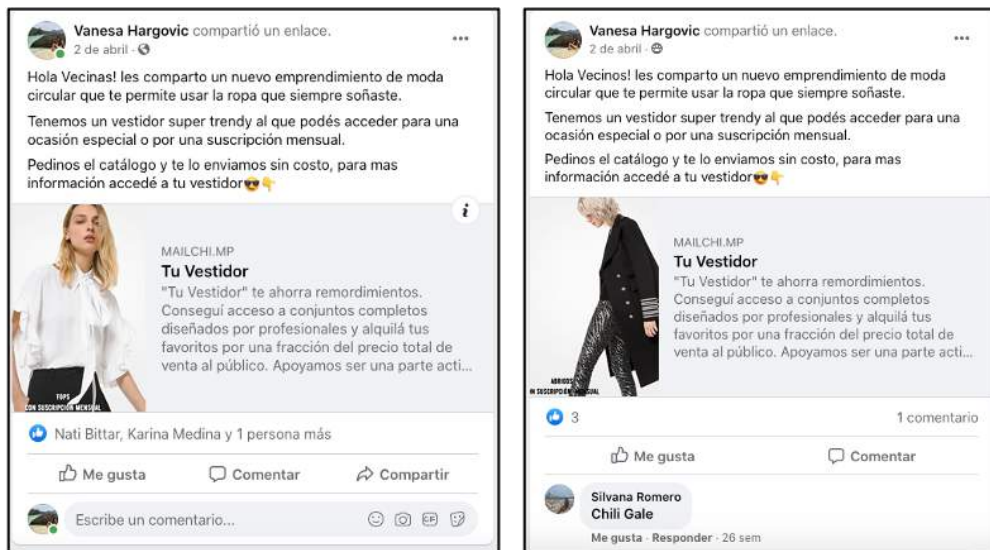 Vanesa Hargovic compartió un enlace.
2 de abril ·
Hola Vecinas! les comparto un nuevo emprendimiento de moda
circular que te permite usar la ropa que siempre soñaste.
Tenemos un vestidor super trendy al que podés acceder para una
ocasión especial o por una suscripción mensual.
Pedinos el catálogo y te lo enviamos sin costo, para mas
información accedé a tu vestidor😎👇
MAILCHI.MP
Tu Vestidor
"Tu Vestidor" te ahorra remordimientos.
Conseguí acceso a conjuntos completos
diseñados por profesionales y alquilá tus
favoritos por una fracción del precio total de
venta al público. Apoyamos ser una parte acti...
TOPS
CON SUSCRIPCIÓN MENSUAL
Nati Bittar, Karina Medina y 1 persona más
Me gusta Comentar Compartir
Escribe un comentario...
GIF
Vanesa Hargovic compartió un enlace.
2 de abril ·
Hola Vecinos! les comparto un nuevo emprendimiento de moda
circular que te permite usar la ropa que siempre soñaste.
Tenemos un vestidor super trendy al que podés acceder para una
ocasión especial o por una suscripción mensual.
Pedinos el catálogo y te lo enviamos sin costo, para mas
información accedé a tu vestidor😎👇
MAILCHI.MP
Tu Vestidor
"Tu Vestidor" te ahorra remordimientos.
Conseguí acceso a conjuntos completos
diseñados por profesionales y alquilá tus
favoritos por una fracción del precio total de
venta al público. Apoyamos ser una parte acti...
ABRIGOS
N SUSCRIPCIÓN MENSUAL
3 1 comentario
Me gusta Comentar
Silvana Romero
Chili Gale
Me gusta · Responder · 26 sem